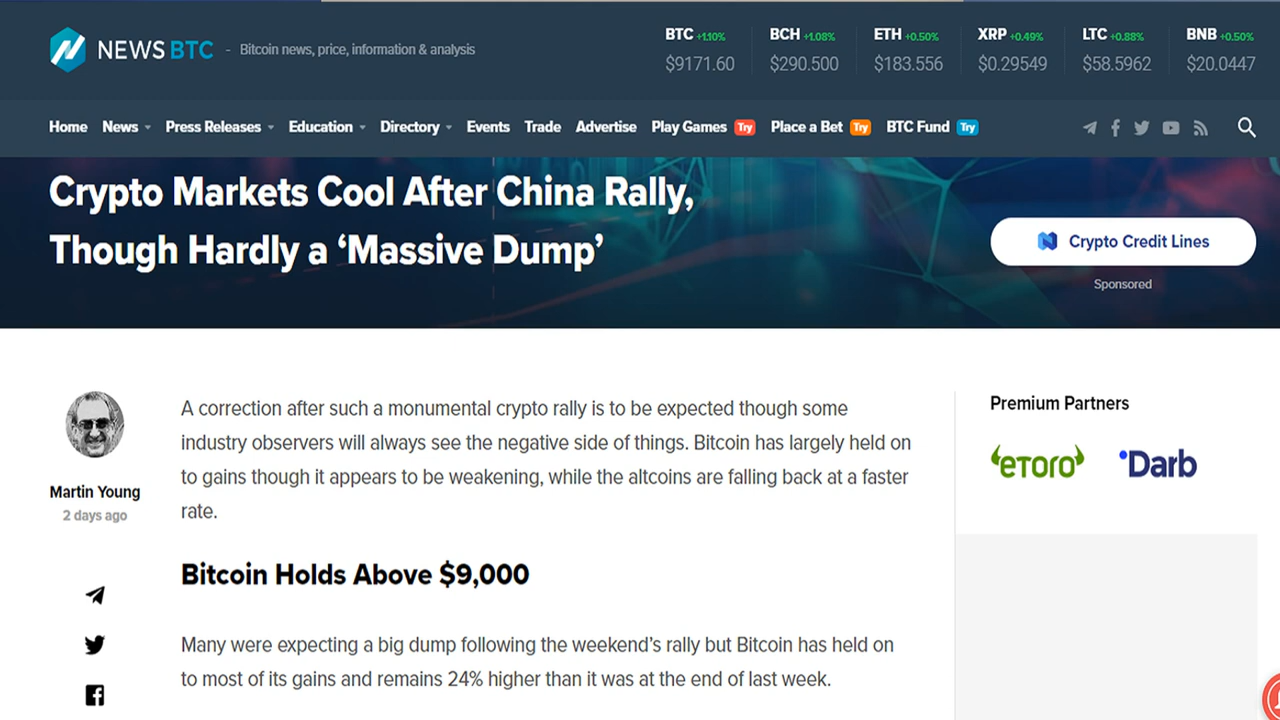 NEWSBTC - Bitcoin news, price, information & analysis
BTC +1.10% BCH +1.08% ETH +0.50% XRP +0.49% LTC +0.88% BNB +0.50%
$9171.60 $290.500 $183.556 $0.29549 $58.5962 $20.0447
Home News Press Releases Education Directory Events Trade Advertise Play Games Try Place a Bet Try BTC Fund Try
Crypto Markets Cool After China Rally,
Though Hardly a ‘Massive Dump’
Crypto Credit Lines
Sponsored
Martin Young
2 days ago
A correction after such a monumental crypto rally is to be expected though some
industry observers will always see the negative side of things. Bitcoin has largely held on
to gains though it appears to be weakening, while the altcoins are falling back at a faster
rate.
Bitcoin Holds Above $9,000
Many were expecting a big dump following the weekend’s rally but Bitcoin has held on
to most of its gains and remains 24% higher than it was at the end of last week.
Premium Partners
eToro Darb